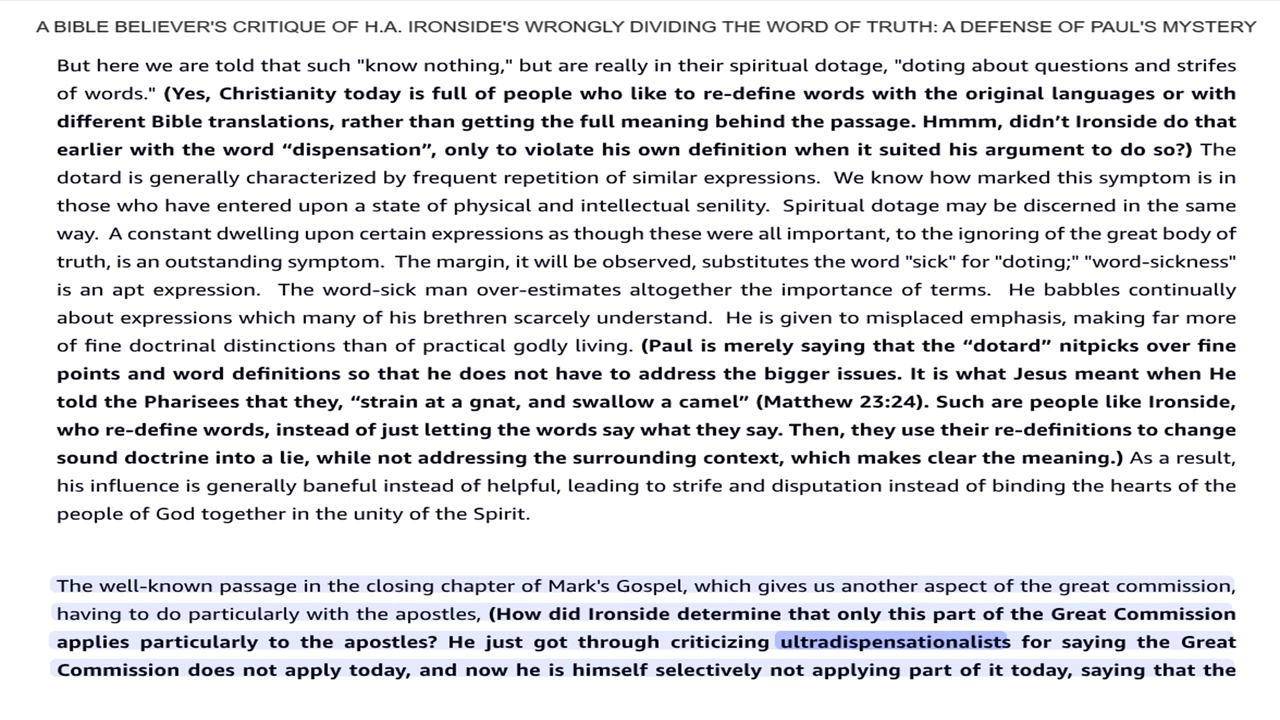 A BIBLE BELIEVER'S CRITIQUE OF H.A. IRONSIDE'S WRONGLY DIVIDING THE WORD OF TRUTH: A DEFENSE OF PAUL'S MYSTERY
But here we are told that such "know nothing," but are really in their spiritual dotage, "doting about questions and strifes
of words." (Yes, Christianity today is full of people who like to re-define words with the original languages or with
different Bible translations, rather than getting the full meaning behind the passage. Hmmm, didn’t Ironside do that
earlier with the word “dispensation”, only to violate his own definition when it suited his argument to do so?) The
dotard is generally characterized by frequent repetition of similar expressions. We know how marked this symptom is in
those who have entered upon a state of physical and intellectual senility. Spiritual dotage may be discerned in the same
way. A constant dwelling upon certain expressions as though these were all important, to the ignoring of the great body of
truth, is an outstanding symptom. The margin, it will be observed, substitutes the word "sick" for "doting;" "word-sickness"
is an apt expression. The word-sick man over-estimates altogether the importance of terms. He babbles continually
about expressions which many of his brethren scarcely understand. He is given to misplaced emphasis, making far more
of fine doctrinal distinctions than of practical godly living. (Paul is merely saying that the “dotard” nitpicks over fine
points and word definitions so that he does not have to address the bigger issues. It is what Jesus meant when He
told the Pharisees that they, “strain at a gnat, and swallow a camel” (Matthew 23:24). Such are people like Ironside,
who re-define words, instead of just letting the words say what they say. Then, they use their re-definitions to change
sound doctrine into a lie, while not addressing the surrounding context, which makes clear the meaning.) As a result,
his influence is generally baneful instead of helpful, leading to strife and disputation instead of binding the hearts of the
people of God together in the unity of the Spirit.
The well-known passage in the closing chapter of Mark's Gospel, which gives us another aspect of the great commission,
having to do particularly with the apostles, (How did Ironside determine that only this part of the Great Commission
applies particularly to the apostles? He just got through criticizing ultradispensationalists for saying the Great
Commission does not apply today, and now he is himself selectively not applying part of it today, saying that the